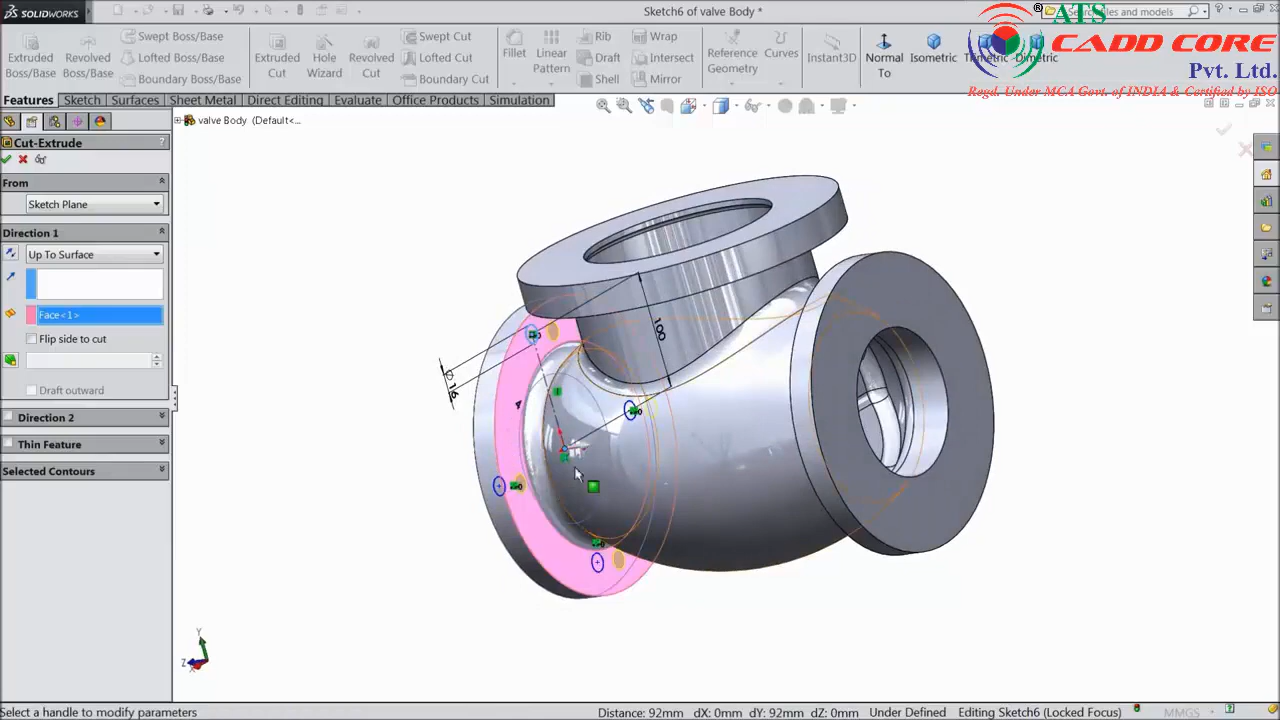 SOLIDWORKS
Sketch6 of valve Body *
files and models
ATS
CADD CORE
Pvt. Ltd.
Regd. Under MCA Govt. of INDIA & Certified by ISO
Extruded Boss/Base
Revolved Boss/Base
Swept Boss/Base
Lofted Boss/Base
Boundary Boss/Base
Extruded Cut
Hole Wizard
Revolved Cut
Swept Cut
Lofted Cut
Boundary Cut
Fillet
Linear Pattern
Rib
Draft
Shell
Wrap
Intersect
Mirror
Reference Geometry
Curves
Instant3D
Normal To
Isometric
Trimetric
Dimetric
Features
Sketch
Surfaces
Sheet Metal
Direct Editing
Evaluate
Office Products
Simulation
valve Body (Default<...
Cut-Extrude
From
Sketch Plane
Direction 1
Up To Surface
Face<1>
Flip side to cut
Draft outward
Direction 2
Thin Feature
Selected Contours
100
Ø 16
4
Y
Z
Select a handle to modify parameters
Distance: 92mm dX: 0mm dY: 92mm dZ: 0mm Under Defined Editing Sketch6 (Locked Focus) MMGS